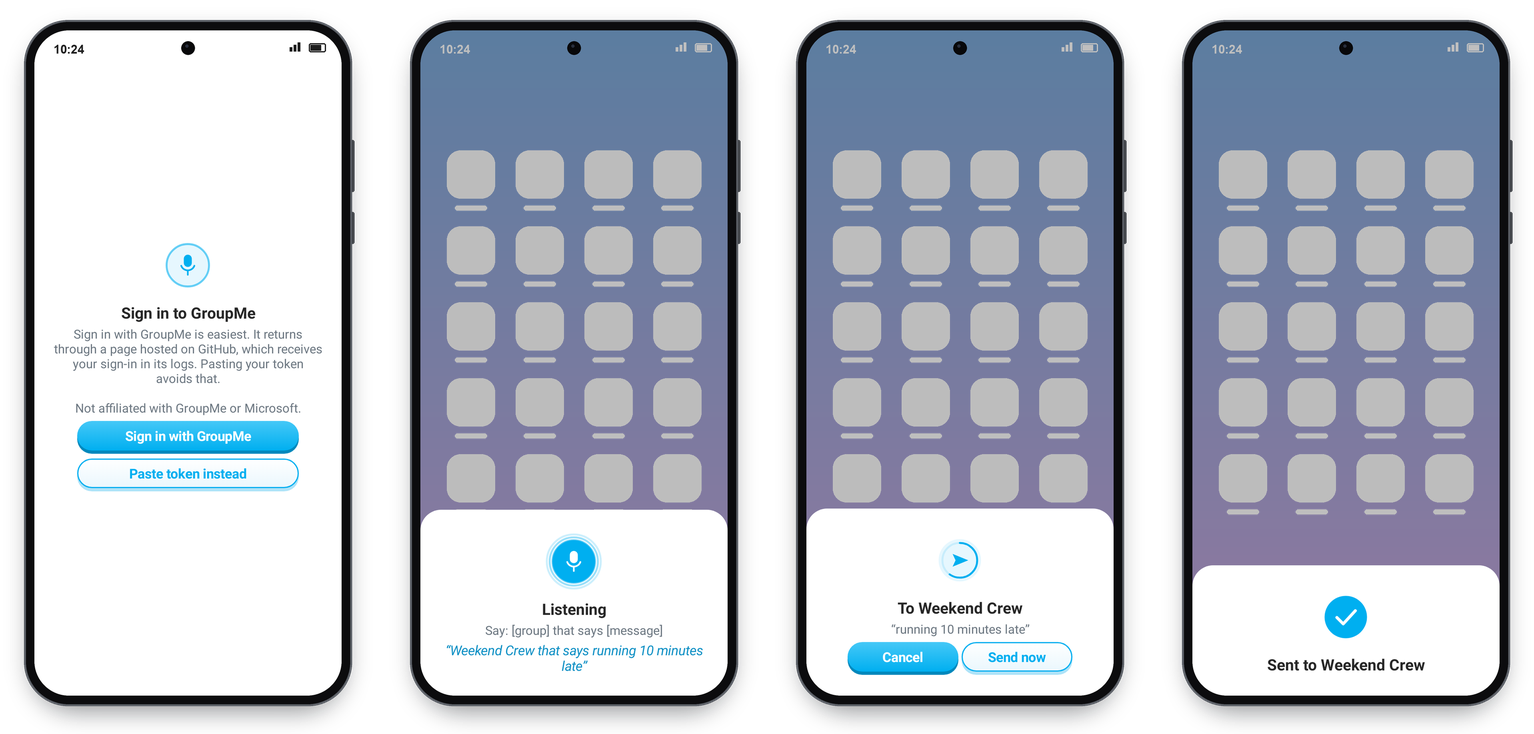 10:24
Sign in to GroupMe
Sign in with GroupMe is easiest. It returns
through a page hosted on GitHub, which receives
your sign-in in its logs. Pasting your token
avoids that.
Not affiliated with GroupMe or Microsoft.
Sign in with GroupMe
Paste token instead
10:24
Listening
Say: [group] that says [message]
“Weekend Crew that says running 10 minutes
late”
10:24
To Weekend Crew
“running 10 minutes late”
Cancel
Send now
10:24
Sent to Weekend Crew